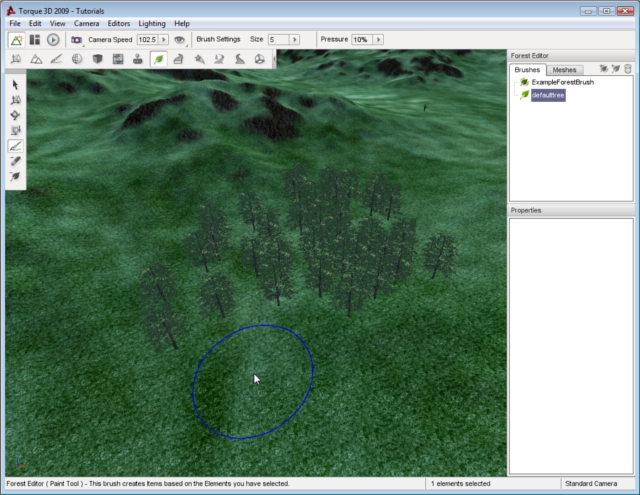 Torque 3D 2009 - Tutorials
File Edit View Camera Editors Lighting Help
Camera Speed 102.5 Brush Settings Size 5 Pressure 10%
Forest Editor
Brushes Meshes
ExampleForestBrush
defaulttree
Properties
Forest Editor ( Paint Tool ) - This brush creates Items based on the Elements you have selected. 1 elements selected Standard Camera